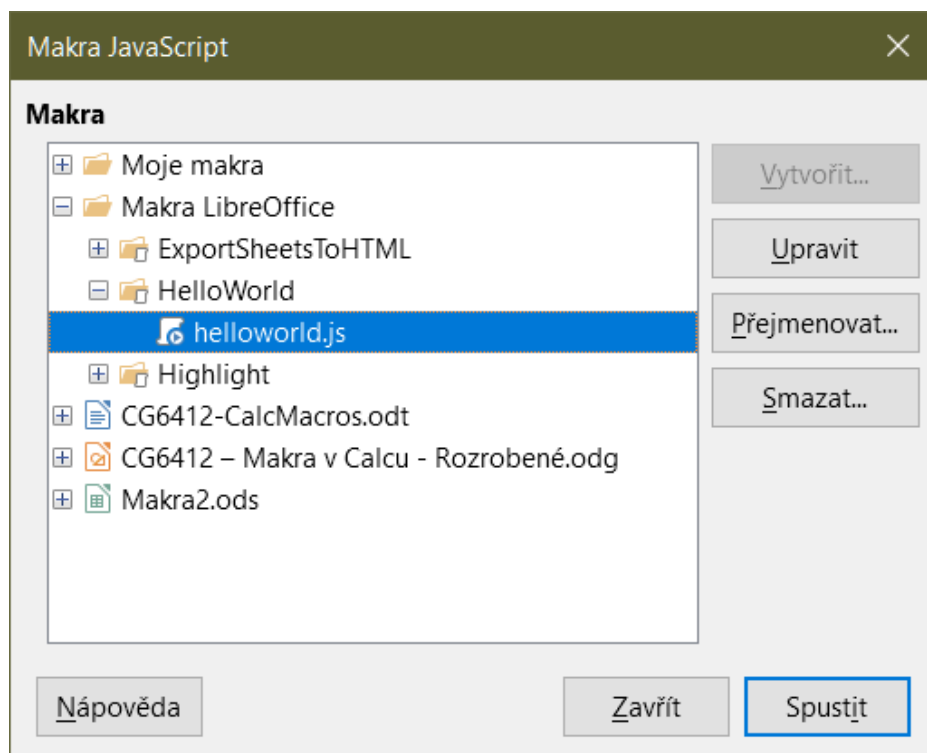 Makra JavaScript
Makra
Moje makra
Makra LibreOffice
ExportSheetsToHTML
HelloWorld
helloworld.js
Highlight
CG6412-CalcMacros.odt
CG6412 – Makra v Calcu - Rozrobené.odg
Makra2.ods
Vytvořit...
Upravit
Přejmenovat...
Smazat...
Nápověda
Zavřít
Spustit